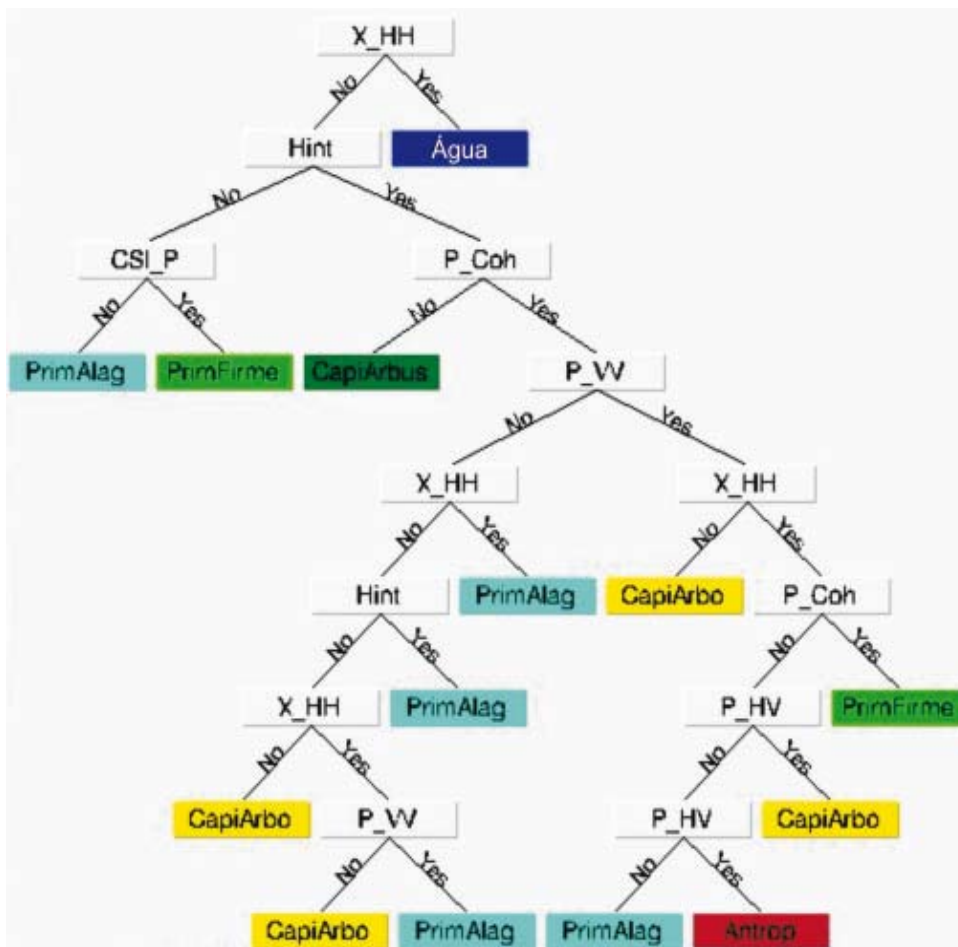 X_HH
No Yes
Hint Água
No Yes
CSI_P P_Coh
No Yes No Yes
PrimAlag PrimFirme CapiArbus P_VV
No Yes
X_HH X_HH
No Yes No Yes
Hint PrimAlag CapiArbo P_Coh
No Yes No Yes
X_HH PrimAlag P_HV PrimFirme
No Yes No Yes
CapiArbo P_VV P_HV CapiArbo
No Yes No Yes
CapiArbo PrimAlag PrimAlag Antrop